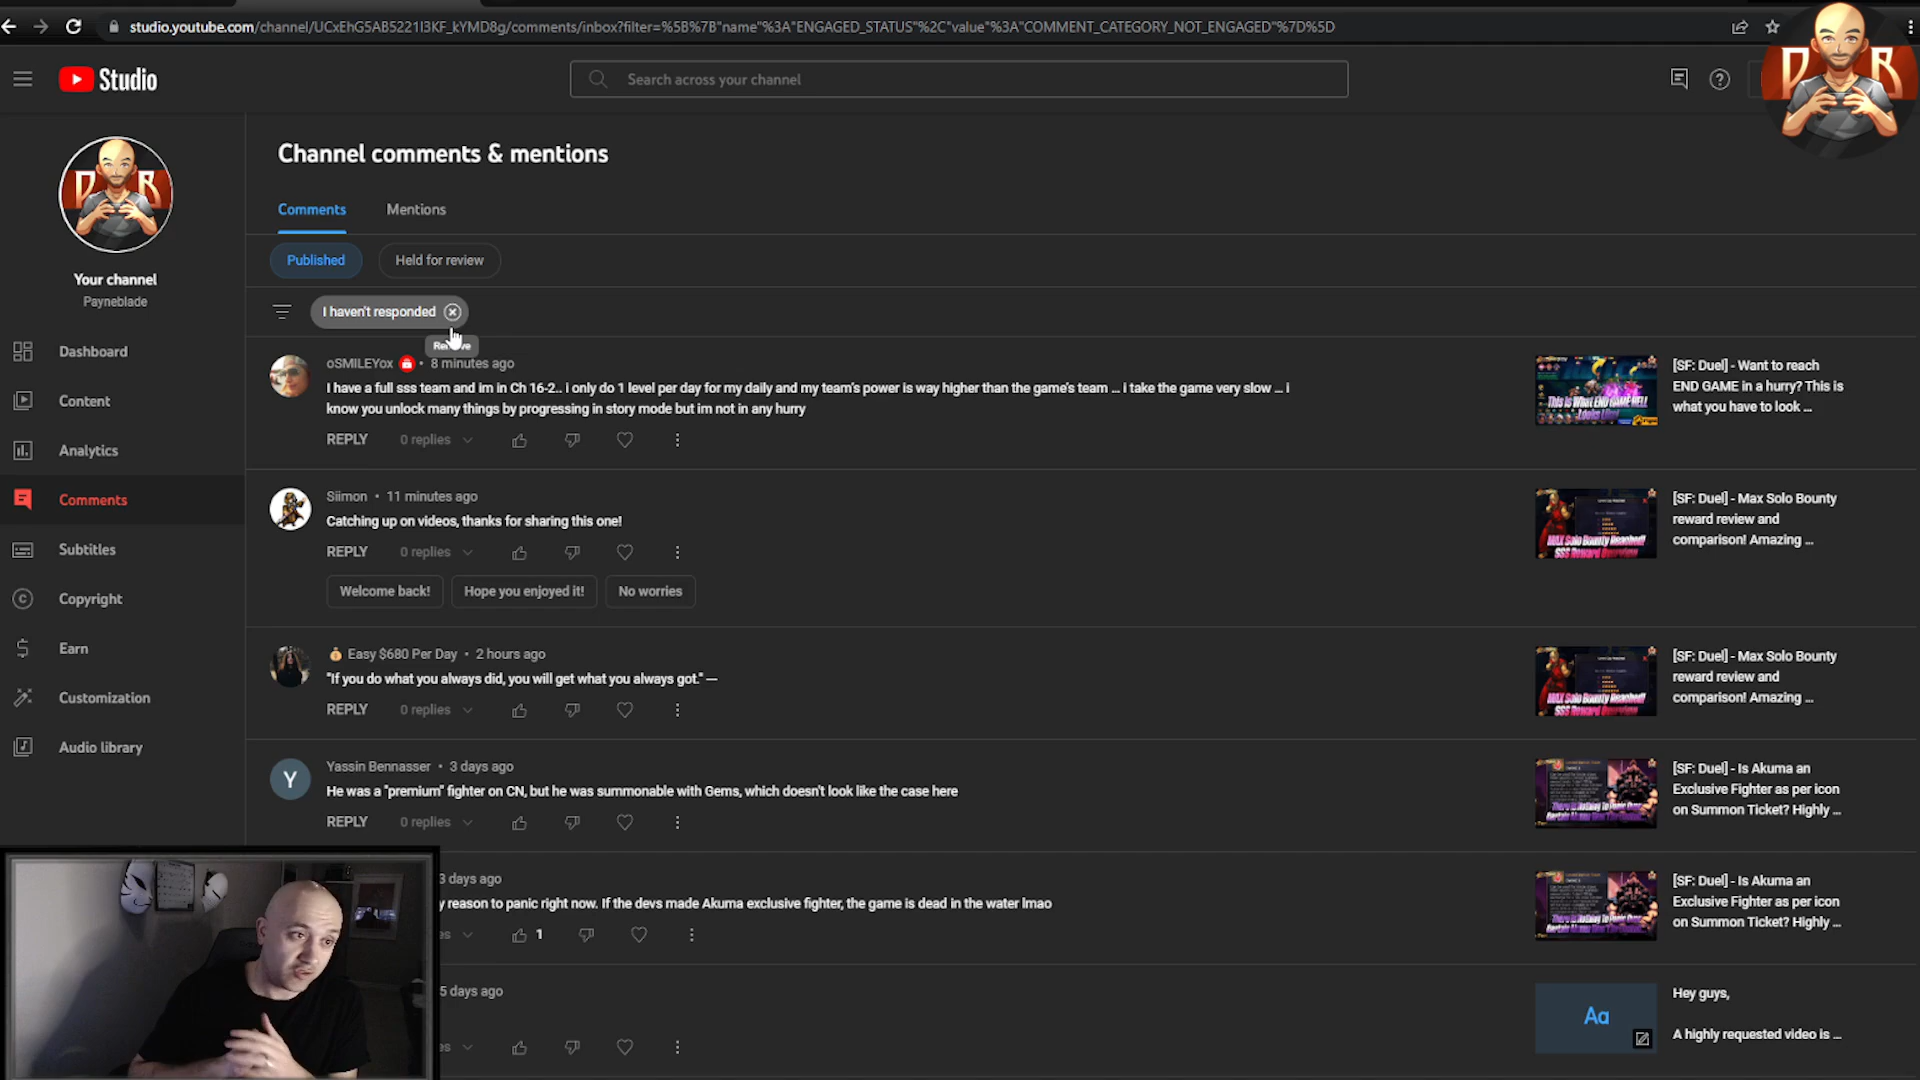 studio.youtube.com/channel/UCxEhG5AB5221I3KF_kYMD8g/comments/inbox?filter=%5B%7B"name"%3A"ENGAGED_STATUS"%2C"value"%3A"COMMENT_CATEGORY_NOT_ENGAGED"%7D%5D
Studio
Search across your channel
Your channel
Payneblade
Dashboard
Content
Analytics
Comments
Subtitles
Copyright
Earn
Customization
Audio library
Channel comments & mentions
Comments Mentions
Published Held for review
I haven't responded
oSMILEYox • 8 minutes ago
I have a full sss team and im in Ch 16-2.. i only do 1 level per day for my daily and my team's power is way higher than the game's team ... i take the game very slow ... i
know you unlock many things by progressing in story mode but im not in any hurry
REPLY 0 replies
[SF: Duel] - Want to reach
END GAME in a hurry? This is
what you have to look ...
Siimon • 11 minutes ago
Catching up on videos, thanks for sharing this one!
REPLY 0 replies
Welcome back! Hope you enjoyed it! No worries
[SF: Duel] - Max Solo Bounty
reward review and
comparison! Amazing ...
💰 Easy $680 Per Day • 2 hours ago
"If you do what you always did, you will get what you always got." —
REPLY 0 replies
[SF: Duel] - Max Solo Bounty
reward review and
comparison! Amazing ...
Y
Yassin Bennasser • 3 days ago
He was a "premium" fighter on CN, but he was summonable with Gems, which doesn't look like the case here
REPLY 0 replies
[SF: Duel] - Is Akuma an
Exclusive Fighter as per icon
on Summon Ticket? Highly ...
3 days ago
y reason to panic right now. If the devs made Akuma exclusive fighter, the game is dead in the water lmao
es 1
[SF: Duel] - Is Akuma an
Exclusive Fighter as per icon
on Summon Ticket? Highly ...
5 days ago
es
Aa
Hey guys,
A highly requested video is ...